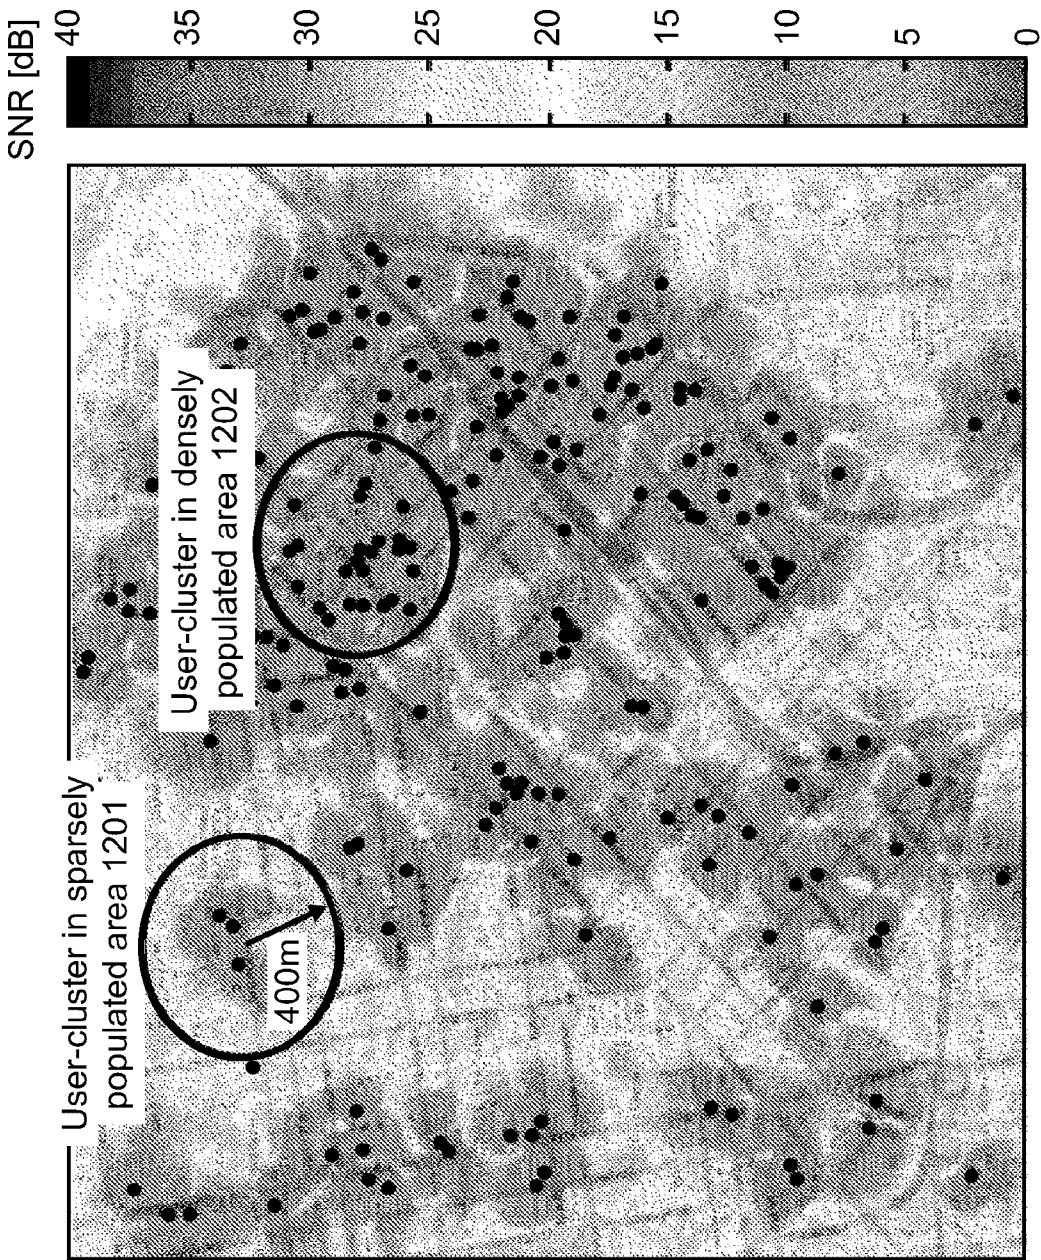 User-cluster in sparsely
populated area 1201
400m
User-cluster in densely
populated area 1202
SNR [dB]
40
35
30
25
20
15
10
5
0